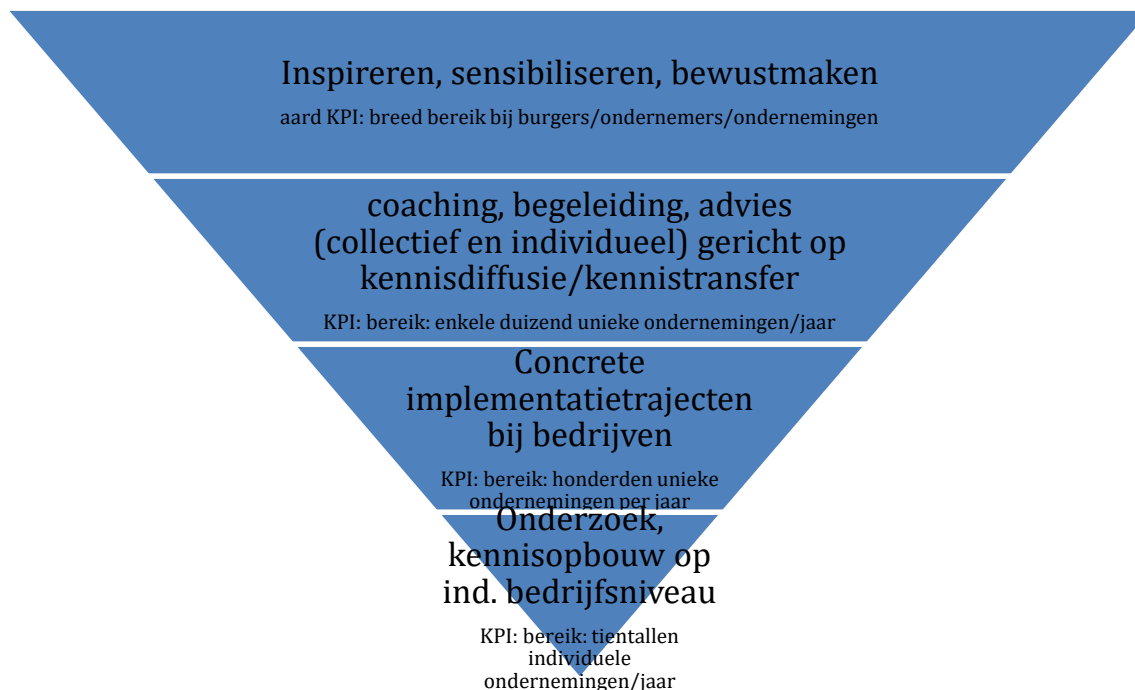 Inspireren, sensibiliseren, bewustmaken
aard KPI: breed bereik bij burgers/ondernemers/ondernemingen
coaching, begeleiding, advies
(collectief en individueel) gericht op
kennisdiffusie/kennistransfer
KPI: bereik: enkele duizend unieke ondernemingen/jaar
Concrete
implementatietrajecten
bij bedrijven
KPI: bereik: honderden unieke
ondernemingen per jaar
Onderzoek,
kennisopbouw op
ind. bedrijfsniveau
KPI: bereik: tientallen
individuele
ondernemingen/jaar